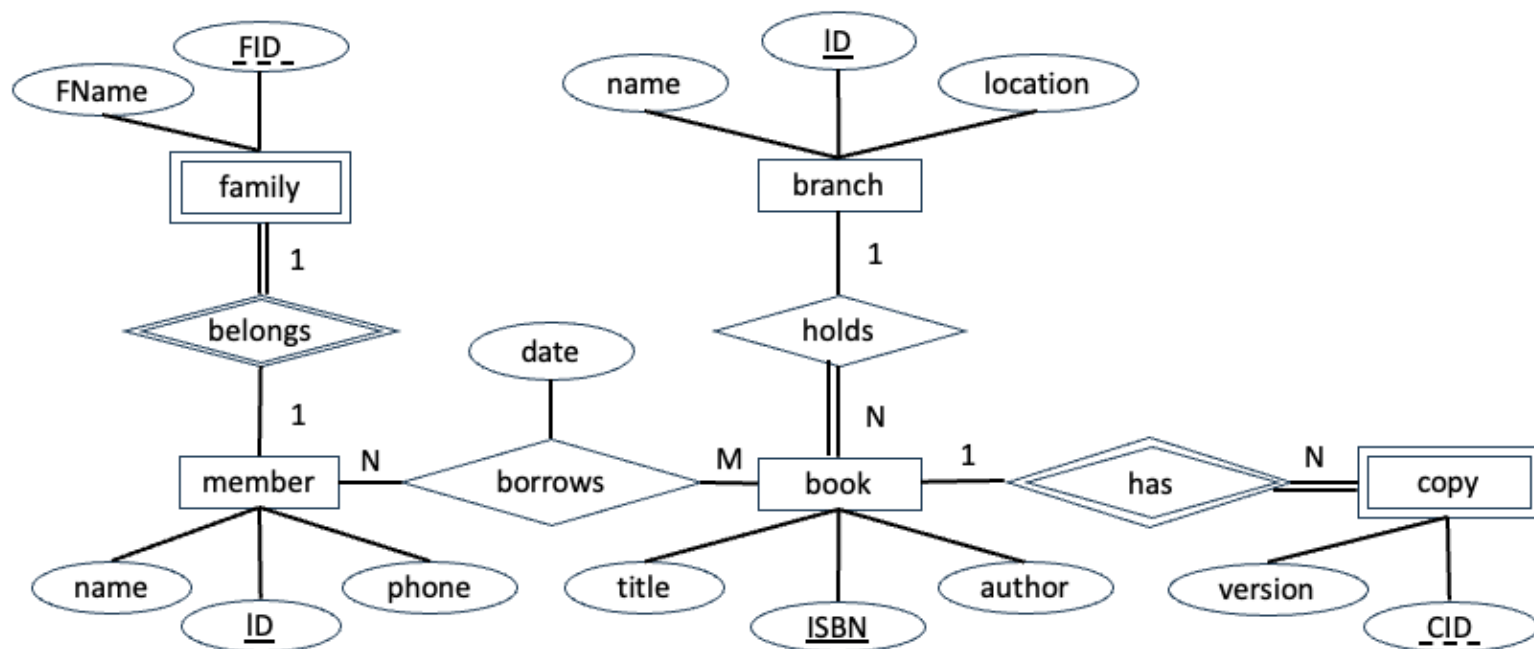 FID
FName
family
1
belongs
1
member
name
ID
phone
N
date
borrows
M
name
ID
location
branch
1
holds
N
book
title
ISBN
author
1
has
N
copy
version
CID